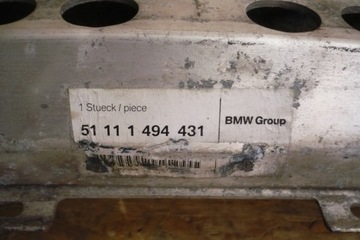 1 Stueck / piece
51 11 1 494 431
BMW Group